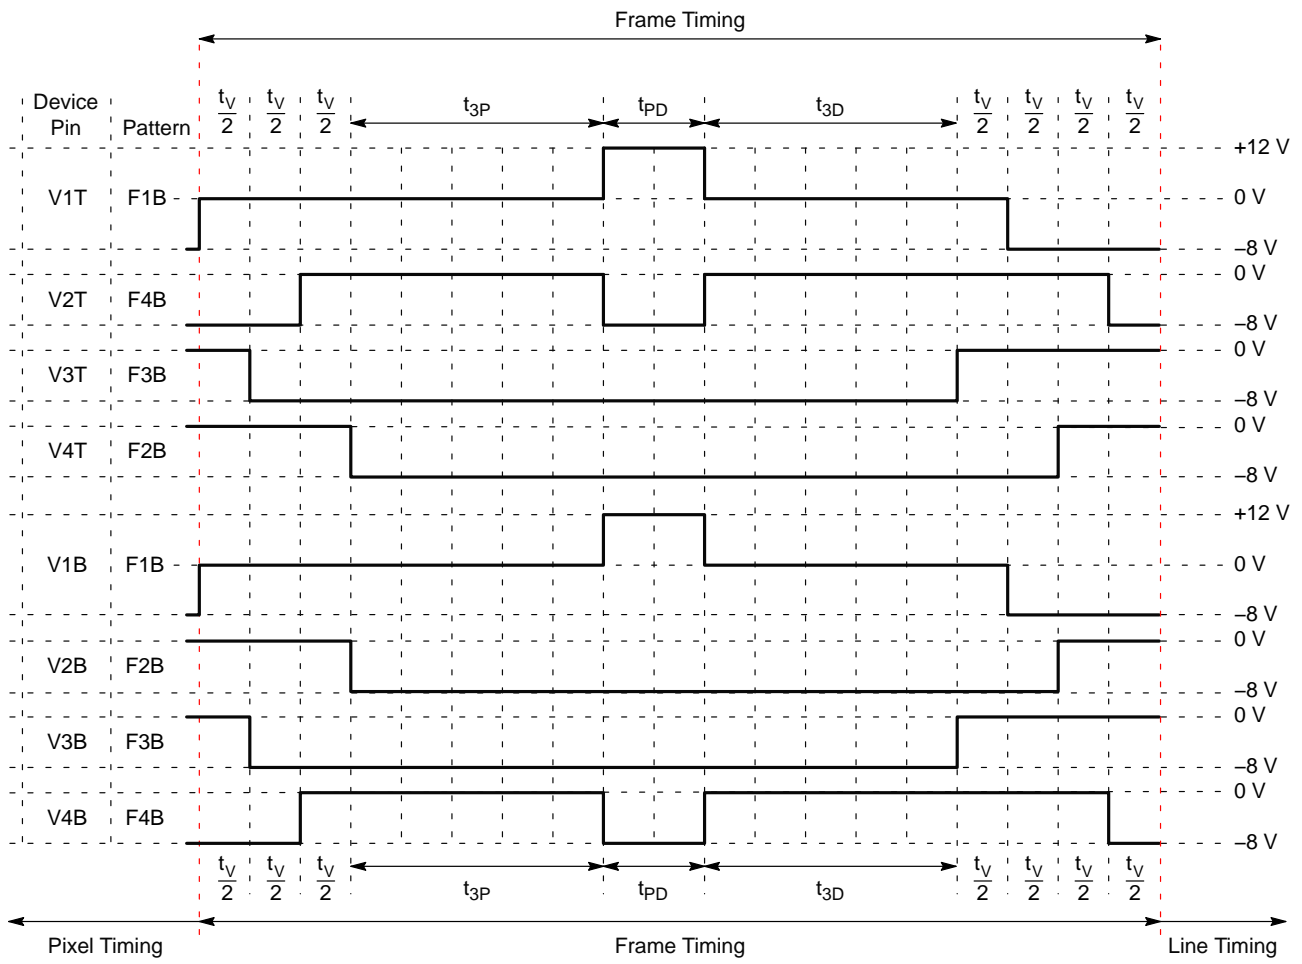 Frame Timing
Device Pin Pattern tV/2 tV/2 tV/2 t3P tPD t3D tV/2 tV/2 tV/2 tV/2
+12 V
V1T F1B 0 V
–8 V
0 V
V2T F4B
–8 V
0 V
V3T F3B
–8 V
0 V
V4T F2B
–8 V
+12 V
V1B F1B 0 V
–8 V
0 V
V2B F2B
–8 V
0 V
V3B F3B
–8 V
0 V
V4B F4B
–8 V
tV/2 tV/2 tV/2 t3P tPD t3D tV/2 tV/2 tV/2 tV/2
Pixel Timing Frame Timing Line Timing